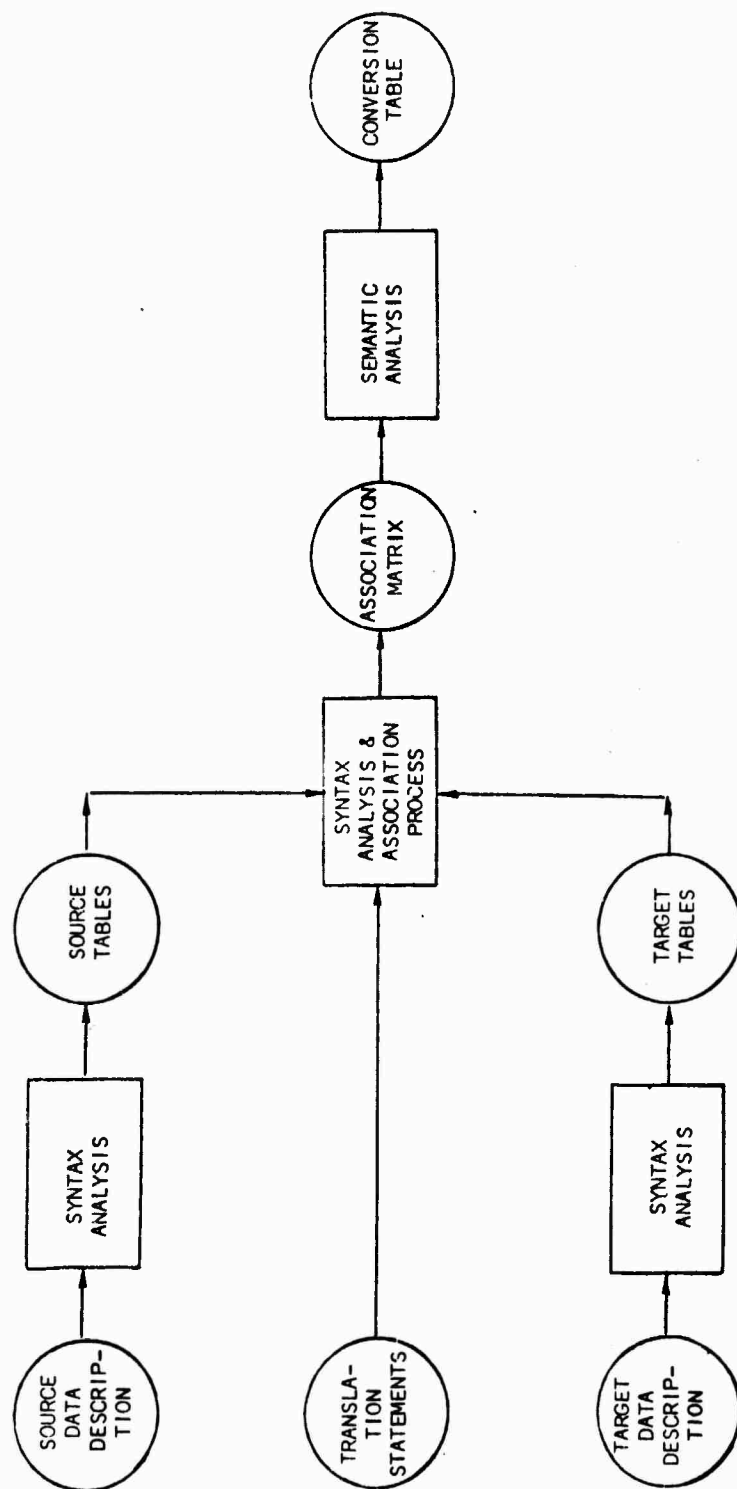 SOURCE
DATA
DESCRIP-
TION
SYNTAX
ANALYSIS
SOURCE
TABLES
TRANSLA-
TION
STATEMENTS
SYNTAX
ANALYSIS &
ASSOCIATION
PROCESS
ASSOCIATION
MATRIX
SEMANTIC
ANALYSIS
CONVERSION
TABLE
TARGET
DATA
DESCRIP-
TION
SYNTAX
ANALYSIS
TARGET
TABLES